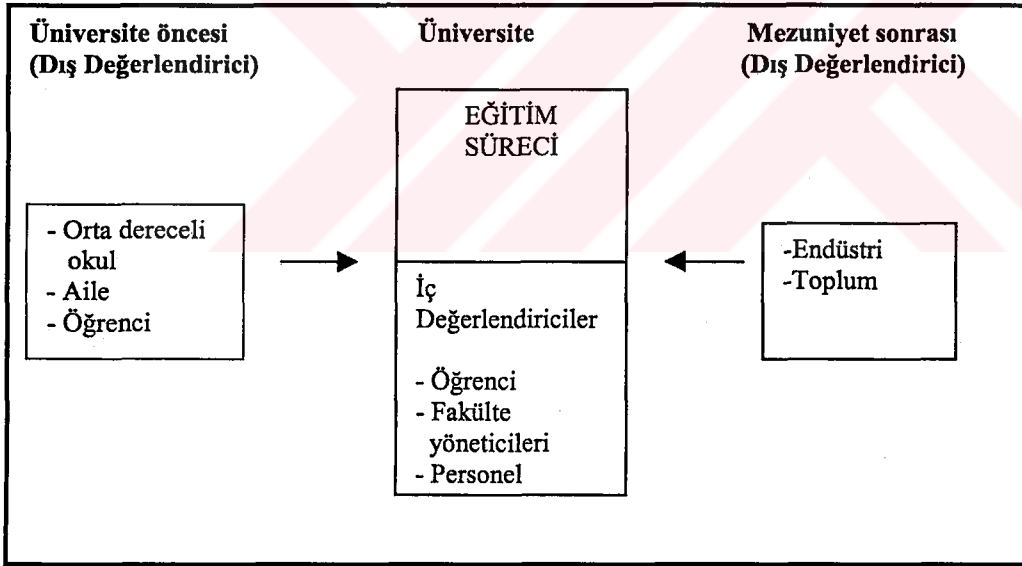 Üniversite öncesi
(Dış Değerlendirici)
Üniversite
Mezuniyet sonrası
(Dış Değerlendirici)
EĞİTİM
SÜRECİ
- Orta dereceli
okul
- Aile
- Öğrenci
İç
Değerlendiriciler
- Öğrenci
- Fakülte
yöneticileri
- Personel
-Endüstri
-Toplum